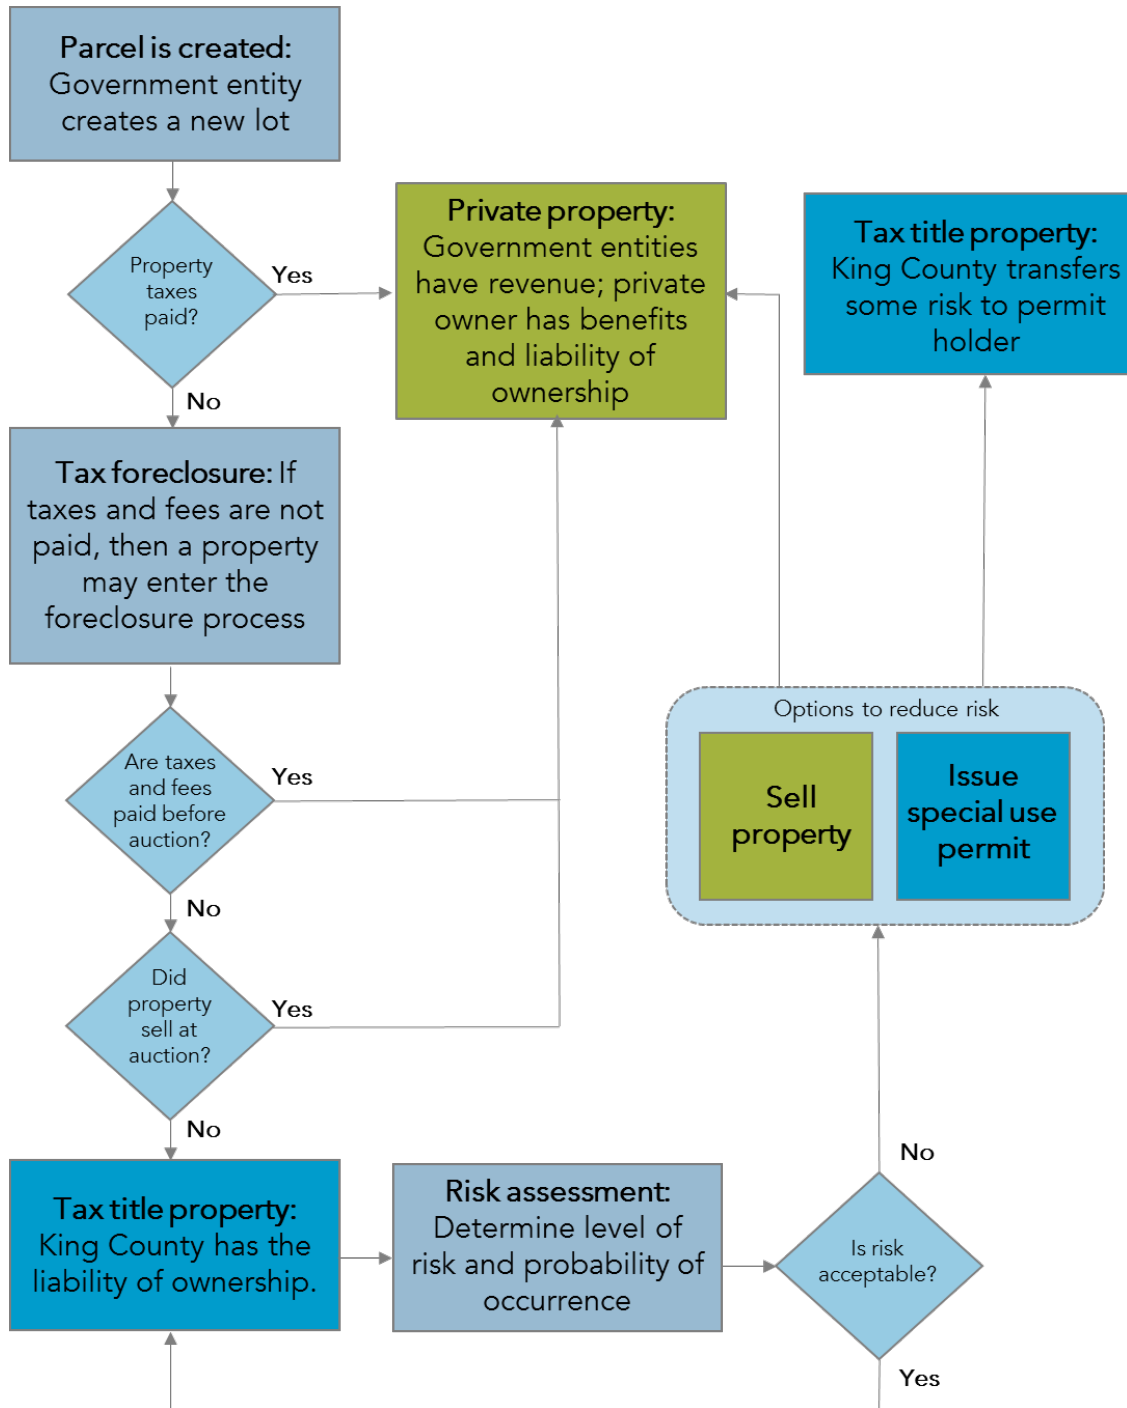 Parcel is created:
Government entity
creates a new lot
Property
taxes
paid?
Yes
No
Private property:
Government entities
have revenue; private
owner has benefits
and liability of
ownership
Tax title property:
King County transfers
some risk to permit
holder
Tax foreclosure: If
taxes and fees are not
paid, then a property
may enter the
foreclosure process
Are taxes
and fees
paid before
auction?
Yes
No
Options to reduce risk
Sell
property
Issue
special use
permit
Did
property
sell at
auction?
Yes
No
Tax title property:
King County has the
liability of ownership.
Risk assessment:
Determine level of
risk and probability of
occurrence
Is risk
acceptable?
No
Yes